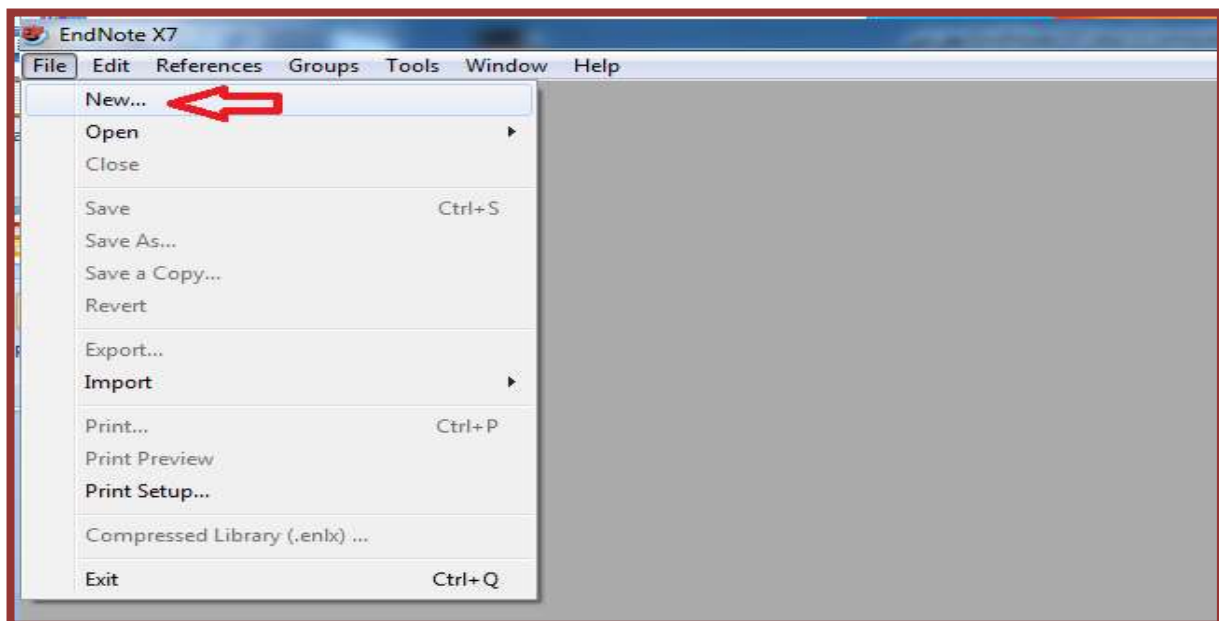 EndNote X7
File Edit References Groups Tools Window Help
New...
Open
Close
Save Ctrl+S
Save As...
Save a Copy...
Revert
Export...
Import
Print... Ctrl+P
Print Preview
Print Setup...
Compressed Library (.enlx) ...
Exit Ctrl+Q